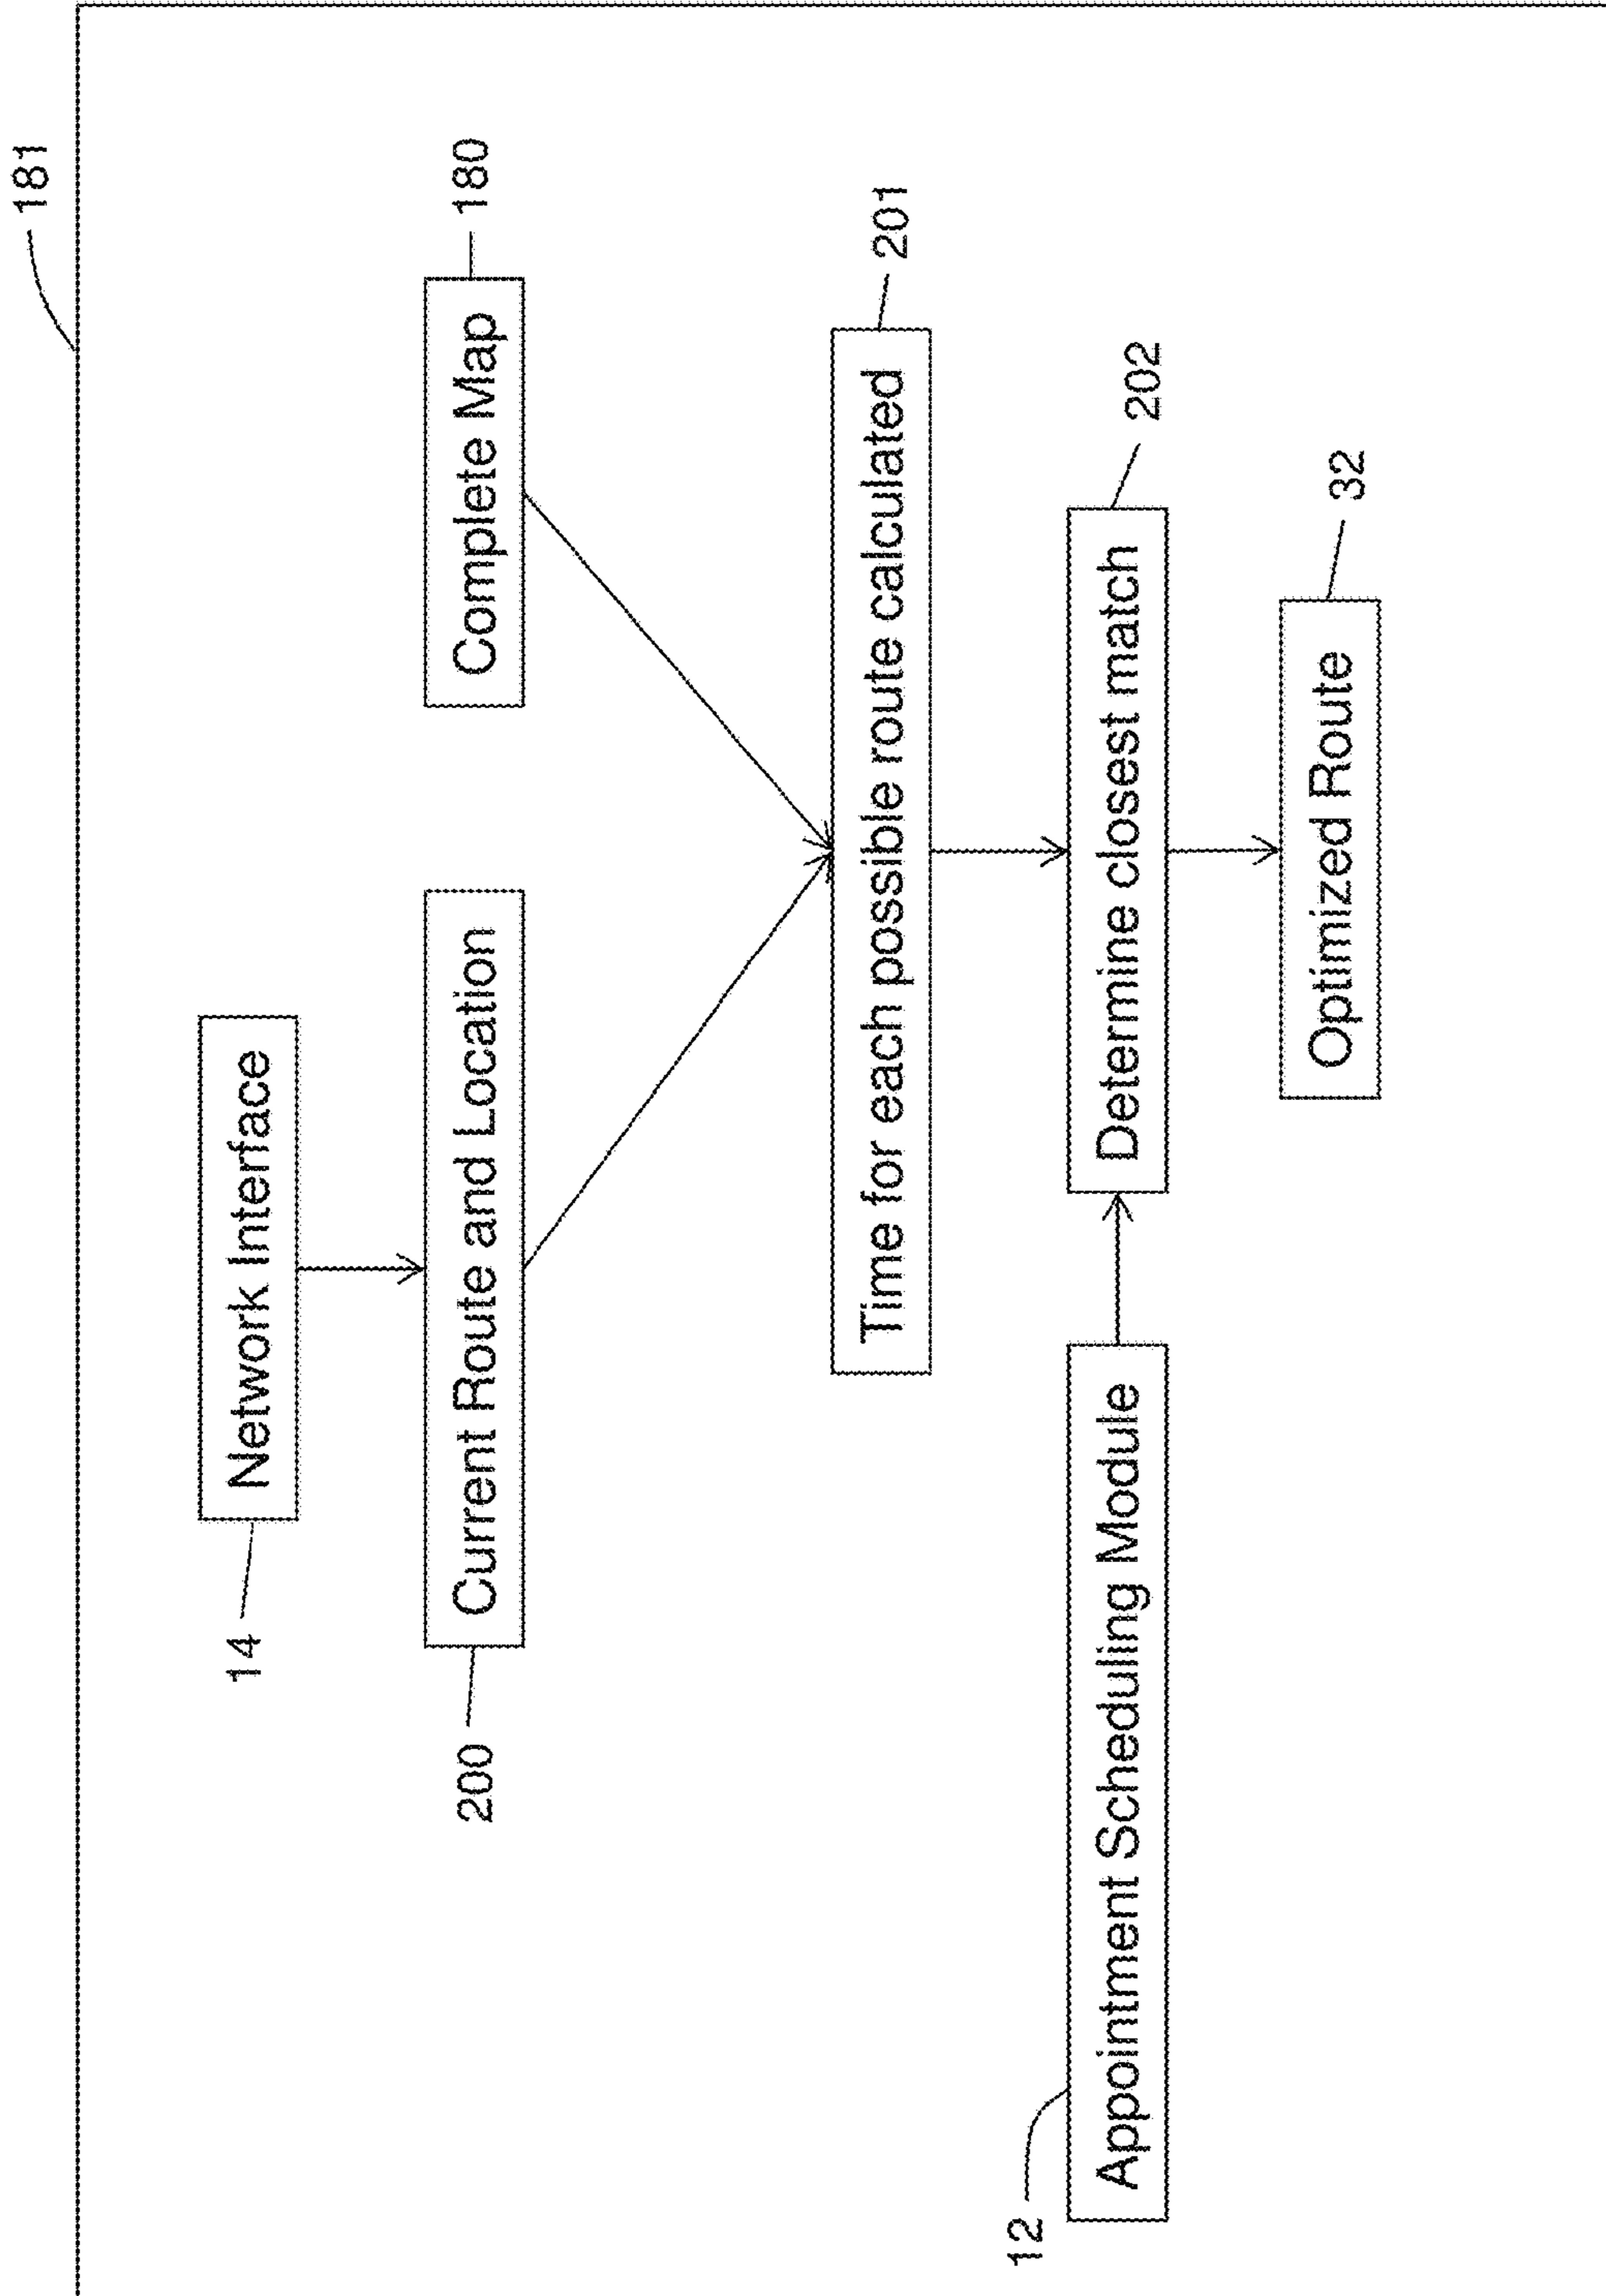 181
14
Network Interface
200
Current Route and Location
Complete Map
180
Time for each possible route calculated
201
12
Appointment Scheduling Module
Determine closest match
202
Optimized Route
32